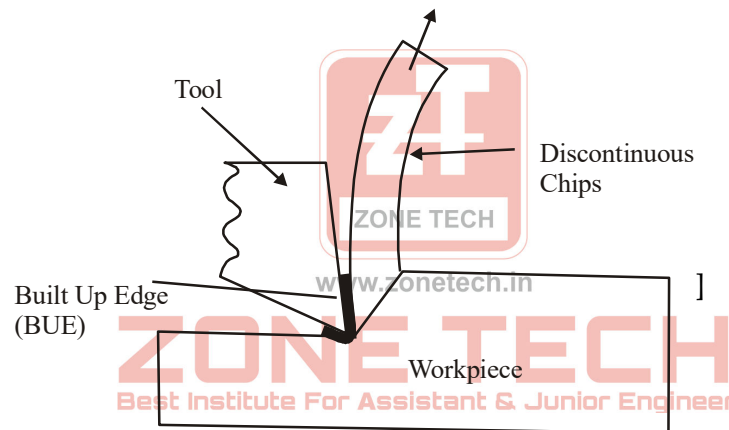 Tool
ZT
Discontinuous
Chips
ZONE TECH
www.zonetech.in
]
Built Up Edge
(BUE)
ZONE TECH
Workpiece
Best Institute For Assistant & Junior Engineer